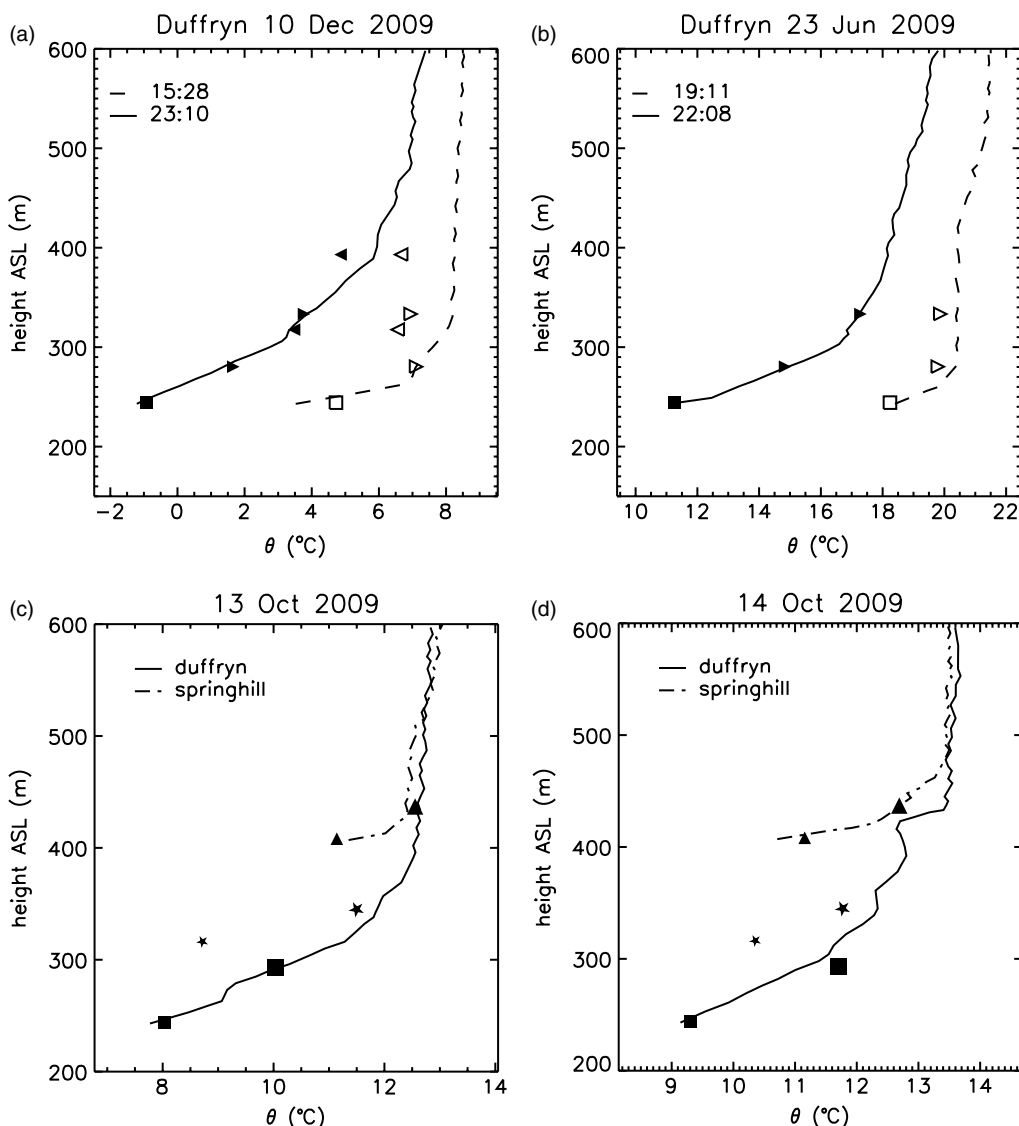 (a)
Duffryn 10 Dec 2009
600
500
400
300
200
height ASL (m)
15:28
23:10
−2 0 2 4 6 8
θ (°C)
(b)
Duffryn 23 Jun 2009
600
500
400
300
200
height ASL (m)
19:11
22:08
10 12 14 16 18 20 22
θ (°C)
(c)
13 Oct 2009
600
500
400
300
200
height ASL (m)
duffryn
springhill
8 10 12 14
θ (°C)
(d)
14 Oct 2009
600
500
400
300
200
height ASL (m)
duffryn
springhill
9 10 11 12 13 14
θ (°C)